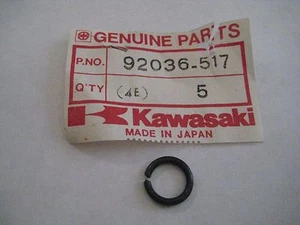 GENUINE PARTS
P.NO. 92036-517
Q'TY (4E) 5
Kawasaki
MADE IN JAPAN